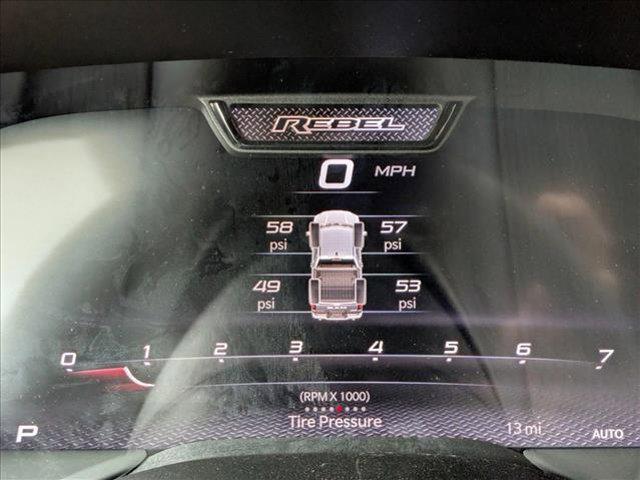 REBEL
0 MPH
58 psi 57 psi
49 psi 53 psi
0 1 2 3 4 5 6 7
(RPM X 1000)
Tire Pressure
P 13 mi AUTO